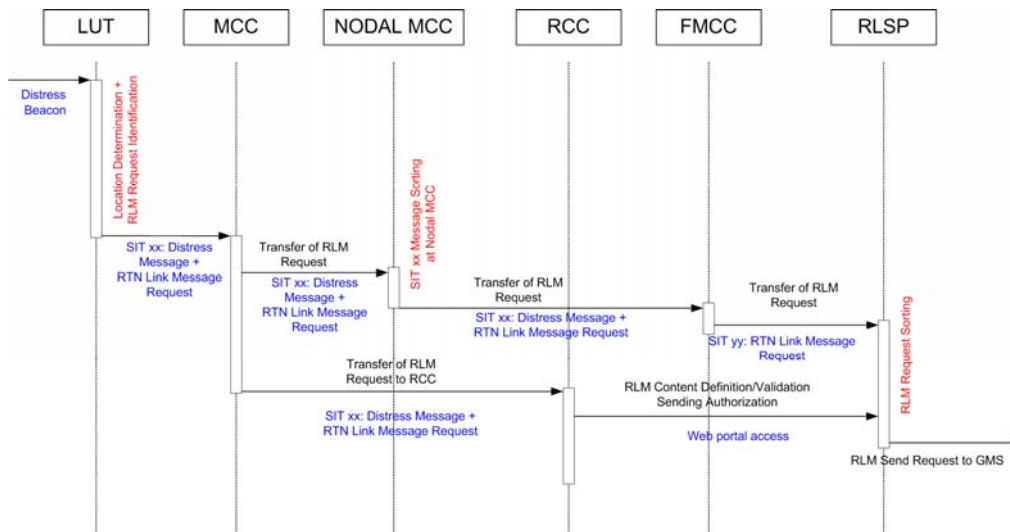 LUT
MCC
NODAL MCC
RCC
FMCC
RLSP
Distress
Beacon
Location Determination +
RLM Request Identification
SIT xx: Distress
Message +
RTN Link Message
Request
Transfer of RLM
Request
SIT xx: Distress
Message +
RTN Link Message
Request
SIT xx Message Sorting
at Nodal MCC
Transfer of RLM
Request
SIT xx: Distress Message +
RTN Link Message Request
Transfer of RLM
Request
SIT yy: RTN Link Message
Request
RLM Request Sorting
Transfer of RLM
Request to RCC
SIT xx: Distress Message +
RTN Link Message Request
RLM Content Definition/Validation
Sending Authorization
Web portal access
RLM Send Request to GMS